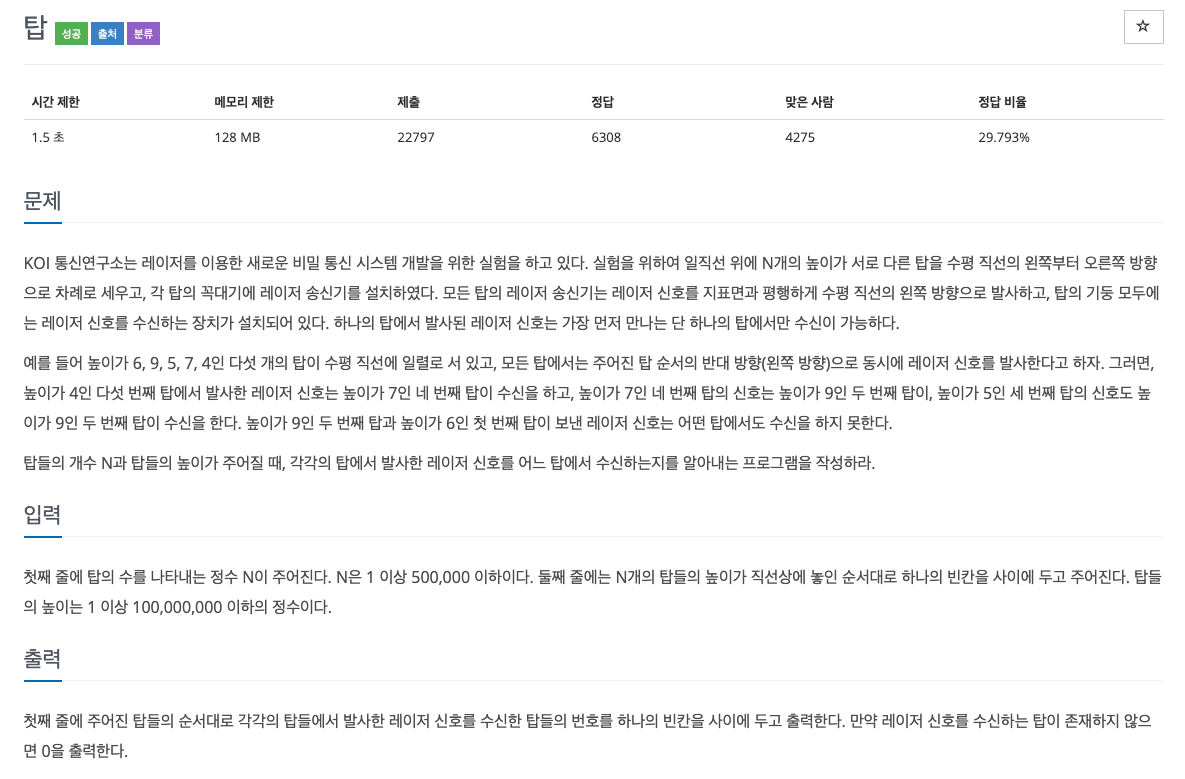 탑 성공 출처 분류
☆
시간 제한 메모리 제한 제출 정답 맞은 사람 정답 비율
1.5 초 128 MB 22797 6308 4275 29.793%
문제
KOI 통신연구소는 레이저를 이용한 새로운 비밀 통신 시스템 개발을 위한 실험을 하고 있다. 실험을 위하여 일직선 위에 N개의 높이가 서로 다른 탑을 수평 직선의 왼쪽부터 오른쪽 방향
으로 차례로 세우고, 각 탑의 꼭대기에 레이저 송신기를 설치하였다. 모든 탑의 레이저 송신기는 레이저 신호를 지표면과 평행하게 수평 직선의 왼쪽 방향으로 발사하고, 탑의 기둥 모두에
는 레이저 신호를 수신하는 장치가 설치되어 있다. 하나의 탑에서 발사된 레이저 신호는 가장 먼저 만나는 단 하나의 탑에서만 수신이 가능하다.
예를 들어 높이가 6, 9, 5, 7, 4인 다섯 개의 탑이 수평 직선에 일렬로 서 있고, 모든 탑에서는 주어진 탑 순서의 반대 방향(왼쪽 방향)으로 동시에 레이저 신호를 발사한다고 하자. 그러면,
높이가 4인 다섯 번째 탑에서 발사한 레이저 신호는 높이가 7인 네 번째 탑이 수신을 하고, 높이가 7인 네 번째 탑의 신호는 높이가 9인 두 번째 탑이, 높이가 5인 세 번째 탑의 신호도 높
이가 9인 두 번째 탑이 수신을 한다. 높이가 9인 두 번째 탑과 높이가 6인 첫 번째 탑이 보낸 레이저 신호는 어떤 탑에서도 수신을 하지 못한다.
탑들의 개수 N과 탑들의 높이가 주어질 때, 각각의 탑에서 발사한 레이저 신호를 어느 탑에서 수신하는지를 알아내는 프로그램을 작성하라.
입력
첫째 줄에 탑의 수를 나타내는 정수 N이 주어진다. N은 1 이상 500,000 이하이다. 둘째 줄에는 N개의 탑들의 높이가 직선상에 놓인 순서대로 하나의 빈칸을 사이에 두고 주어진다. 탑들
의 높이는 1 이상 100,000,000 이하의 정수이다.
출력
첫째 줄에 주어진 탑들의 순서대로 각각의 탑들에서 발사한 레이저 신호를 수신한 탑들의 번호를 하나의 빈칸을 사이에 두고 출력한다. 만약 레이저 신호를 수신하는 탑이 존재하지 않으
면 0을 출력한다.